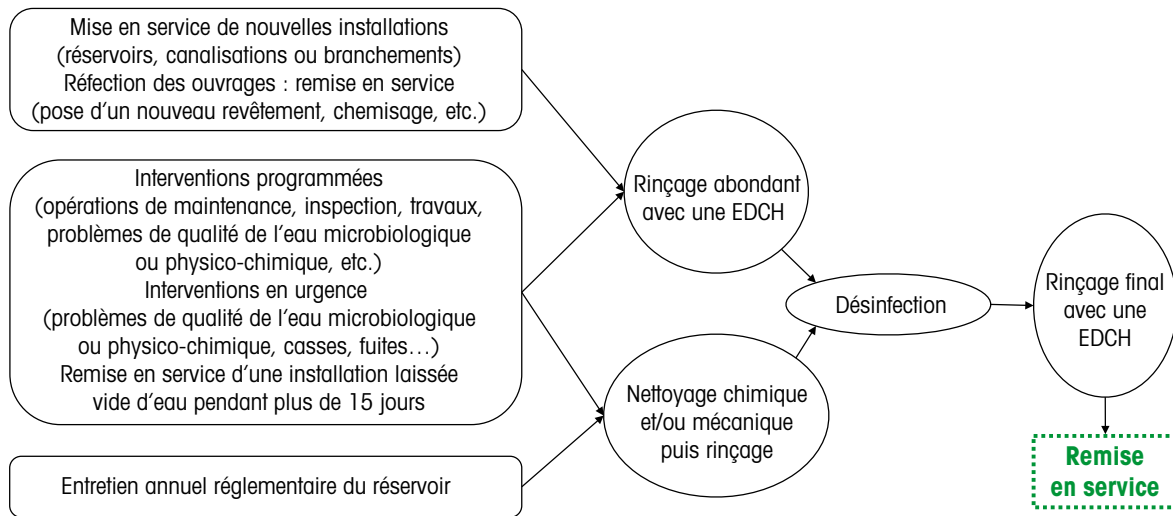 Mise en service de nouvelles installations
(réservoirs, canalisations ou branchements)
Réfection des ouvrages : remise en service
(pose d'un nouveau revêtement, chemisage, etc.)
Interventions programmées
(opérations de maintenance, inspection, travaux,
problèmes de qualité de l'eau microbiologique
ou physico-chimique, etc.)
Interventions en urgence
(problèmes de qualité de l'eau microbiologique
ou physico-chimique, casses, fuites…)
Remise en service d'une installation laissée
vide d'eau pendant plus de 15 jours
Entretien annuel réglementaire du réservoir
Rinçage abondant
avec une EDCH
Nettoyage chimique
et/ou mécanique
puis rinçage
Désinfection
Rinçage final
avec une
EDCH
Remise
en service